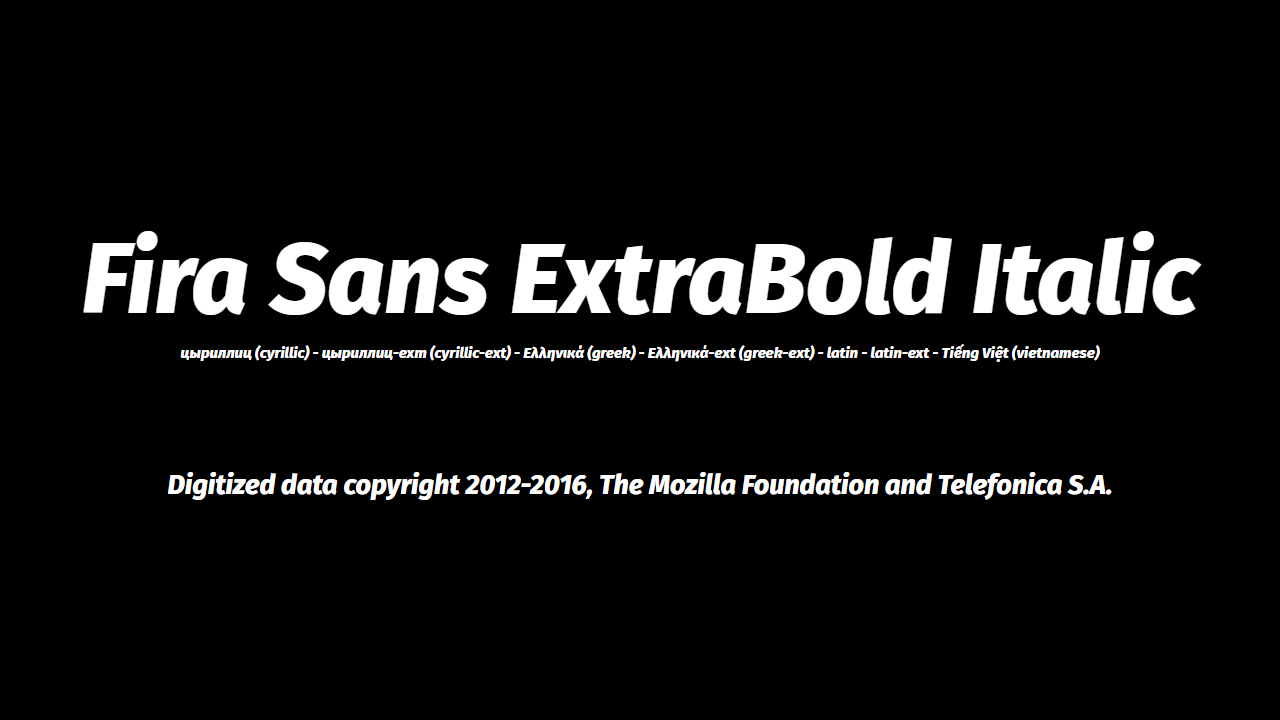 Fira Sans ExtraBold Italic
цыриллиц (cyrillic) - цыриллиц-ехт (cyrillic-ext) - Ελληνικά (greek) - Ελληνικά-ext (greek-ext) - latin - latin-ext - Tiếng Việt (vietnamese)
Digitized data copyright 2012-2016, The Mozilla Foundation and Telefonica S.A.